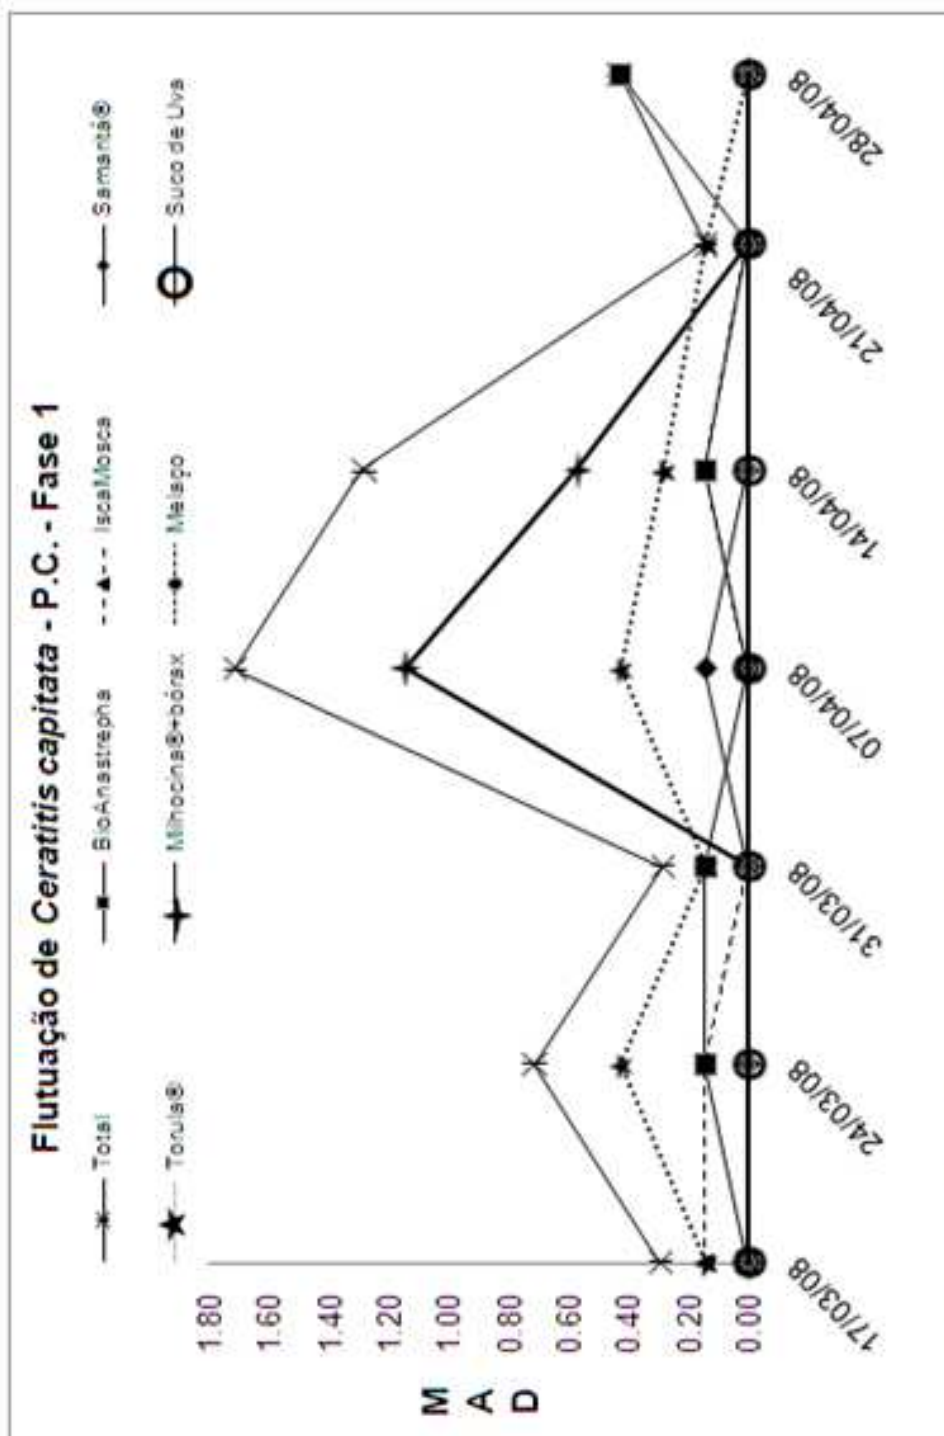 Flutuação de Ceratitis capitata - P.C. - Fase 1
Total BioAnastrepha IscaMosca Samaritá®
Torula® Milhocina®+bórax Melaço Suco de Uva
1.80
1.60
1.40
1.20
1.00
0.80
0.60
0.40
0.20
0.00
M
A
D
17/03/08 24/03/08 31/03/08 07/04/08 14/04/08 21/04/08 28/04/08